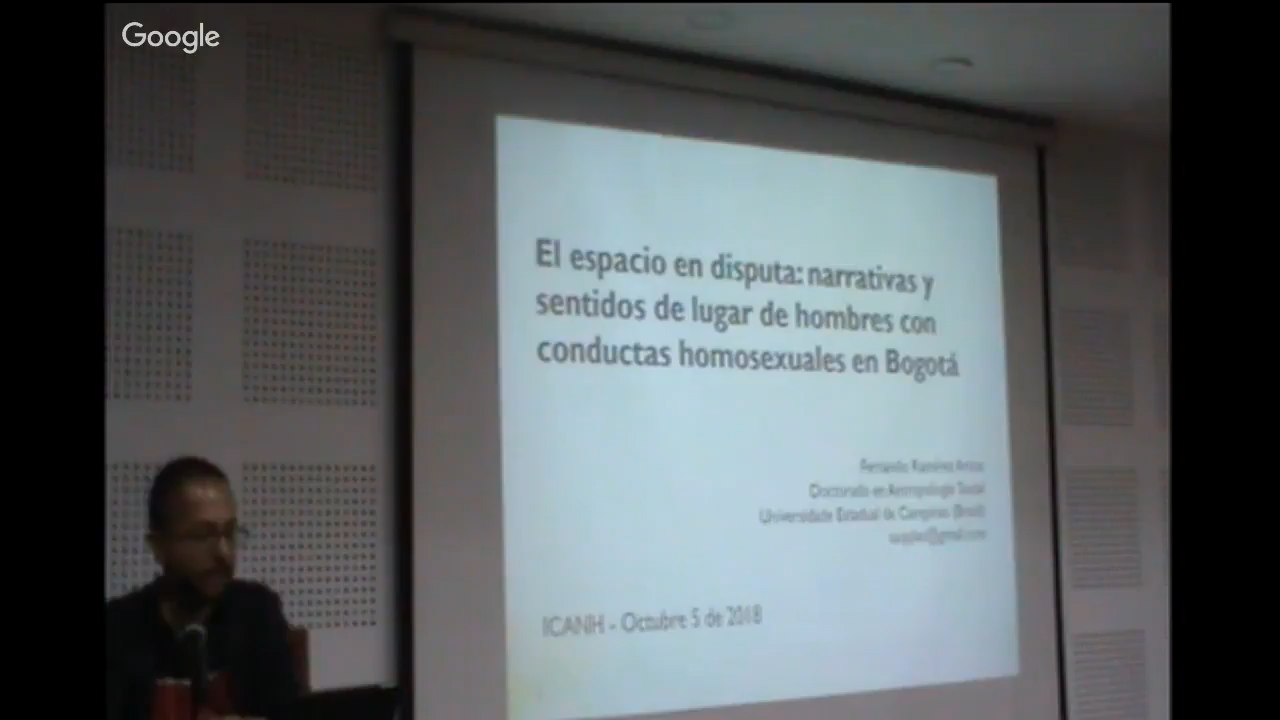 Google
El espacio en disputa: narrativas y
sentidos de lugar de hombres con
conductas homosexuales en Bogotá
Fernando Ramírez
Doctorado en Antropología Social
Universidade Estadual de Campinas (Brasil)
ICANH - Octubre 5 de 2018